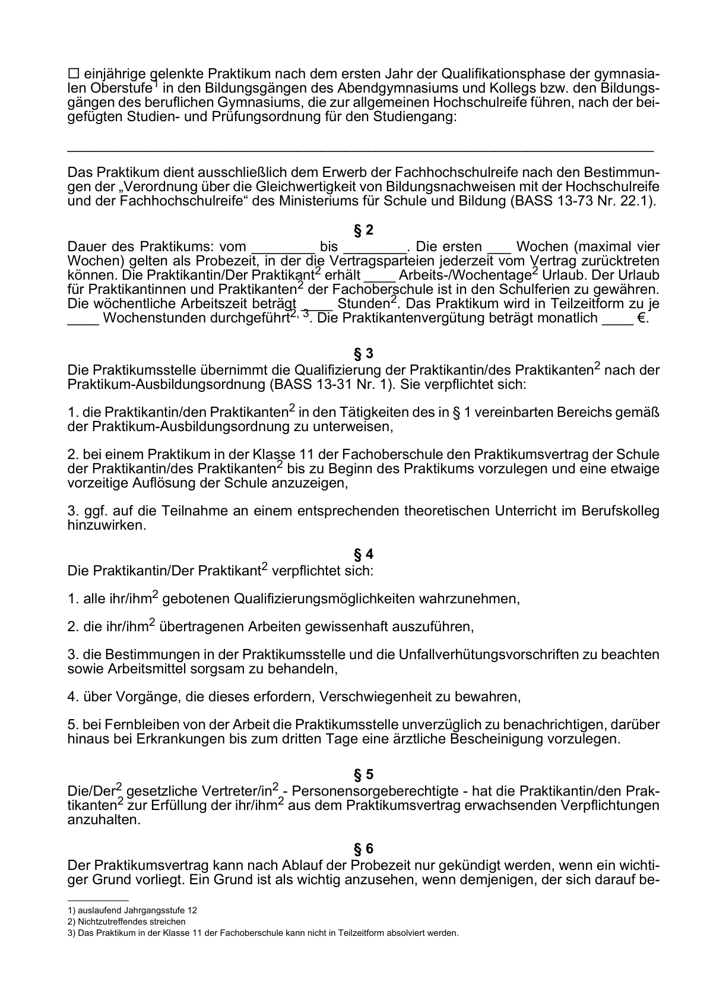 ☐ einjährige gelenkte Praktikum nach dem ersten Jahr der Qualifikationsphase der gymnasia-
len Oberstufe1 in den Bildungsgängen des Abendgymnasiums und Kollegs bzw. den Bildungs-
gängen des beruflichen Gymnasiums, die zur allgemeinen Hochschulreife führen, nach der bei-
gefügten Studien- und Prüfungsordnung für den Studiengang:
__________________________________________________________________________
Das Praktikum dient ausschließlich dem Erwerb der Fachhochschulreife nach den Bestimmun-
gen der „Verordnung über die Gleichwertigkeit von Bildungsnachweisen mit der Hochschulreife
und der Fachhochschulreife“ des Ministeriums für Schule und Bildung (BASS 13-73 Nr. 22.1).
§ 2
Dauer des Praktikums: vom ________ bis ________. Die ersten ___ Wochen (maximal vier
Wochen) gelten als Probezeit, in der die Vertragsparteien jederzeit vom Vertrag zurücktreten
können. Die Praktikantin/Der Praktikant2 erhält ____ Arbeits-/Wochentage2 Urlaub. Der Urlaub
für Praktikantinnen und Praktikanten2 der Fachoberschule ist in den Schulferien zu gewähren.
Die wöchentliche Arbeitszeit beträgt ____ Stunden2. Das Praktikum wird in Teilzeitform zu je
____ Wochenstunden durchgeführt2, 3. Die Praktikantenvergütung beträgt monatlich ____ €.
§ 3
Die Praktikumsstelle übernimmt die Qualifizierung der Praktikantin/des Praktikanten2 nach der
Praktikum-Ausbildungsordnung (BASS 13-31 Nr. 1). Sie verpflichtet sich:
1. die Praktikantin/den Praktikanten2 in den Tätigkeiten des in § 1 vereinbarten Bereichs gemäß
der Praktikum-Ausbildungsordnung zu unterweisen,
2. bei einem Praktikum in der Klasse 11 der Fachoberschule den Praktikumsvertrag der Schule
der Praktikantin/des Praktikanten2 bis zu Beginn des Praktikums vorzulegen und eine etwaige
vorzeitige Auflösung der Schule anzuzeigen,
3. ggf. auf die Teilnahme an einem entsprechenden theoretischen Unterricht im Berufskolleg
hinzuwirken.
§ 4
Die Praktikantin/Der Praktikant2 verpflichtet sich:
1. alle ihr/ihm2 gebotenen Qualifizierungsmöglichkeiten wahrzunehmen,
2. die ihr/ihm2 übertragenen Arbeiten gewissenhaft auszuführen,
3. die Bestimmungen in der Praktikumsstelle und die Unfallverhütungsvorschriften zu beachten
sowie Arbeitsmittel sorgsam zu behandeln,
4. über Vorgänge, die dieses erfordern, Verschwiegenheit zu bewahren,
5. bei Fernbleiben von der Arbeit die Praktikumsstelle unverzüglich zu benachrichtigen, darüber
hinaus bei Erkrankungen bis zum dritten Tage eine ärztliche Bescheinigung vorzulegen.
§ 5
Die/Der2 gesetzliche Vertreter/in2 - Personensorgeberechtigte - hat die Praktikantin/den Prak-
tikanten2 zur Erfüllung der ihr/ihm2 aus dem Praktikumsvertrag erwachsenden Verpflichtungen
anzuhalten.
§ 6
Der Praktikumsvertrag kann nach Ablauf der Probezeit nur gekündigt werden, wenn ein wichti-
ger Grund vorliegt. Ein Grund ist als wichtig anzusehen, wenn demjenigen, der sich darauf be-
1) auslaufend Jahrgangsstufe 12
2) Nichtzutreffendes streichen
3) Das Praktikum in der Klasse 11 der Fachoberschule kann nicht in Teilzeitform absolviert werden.